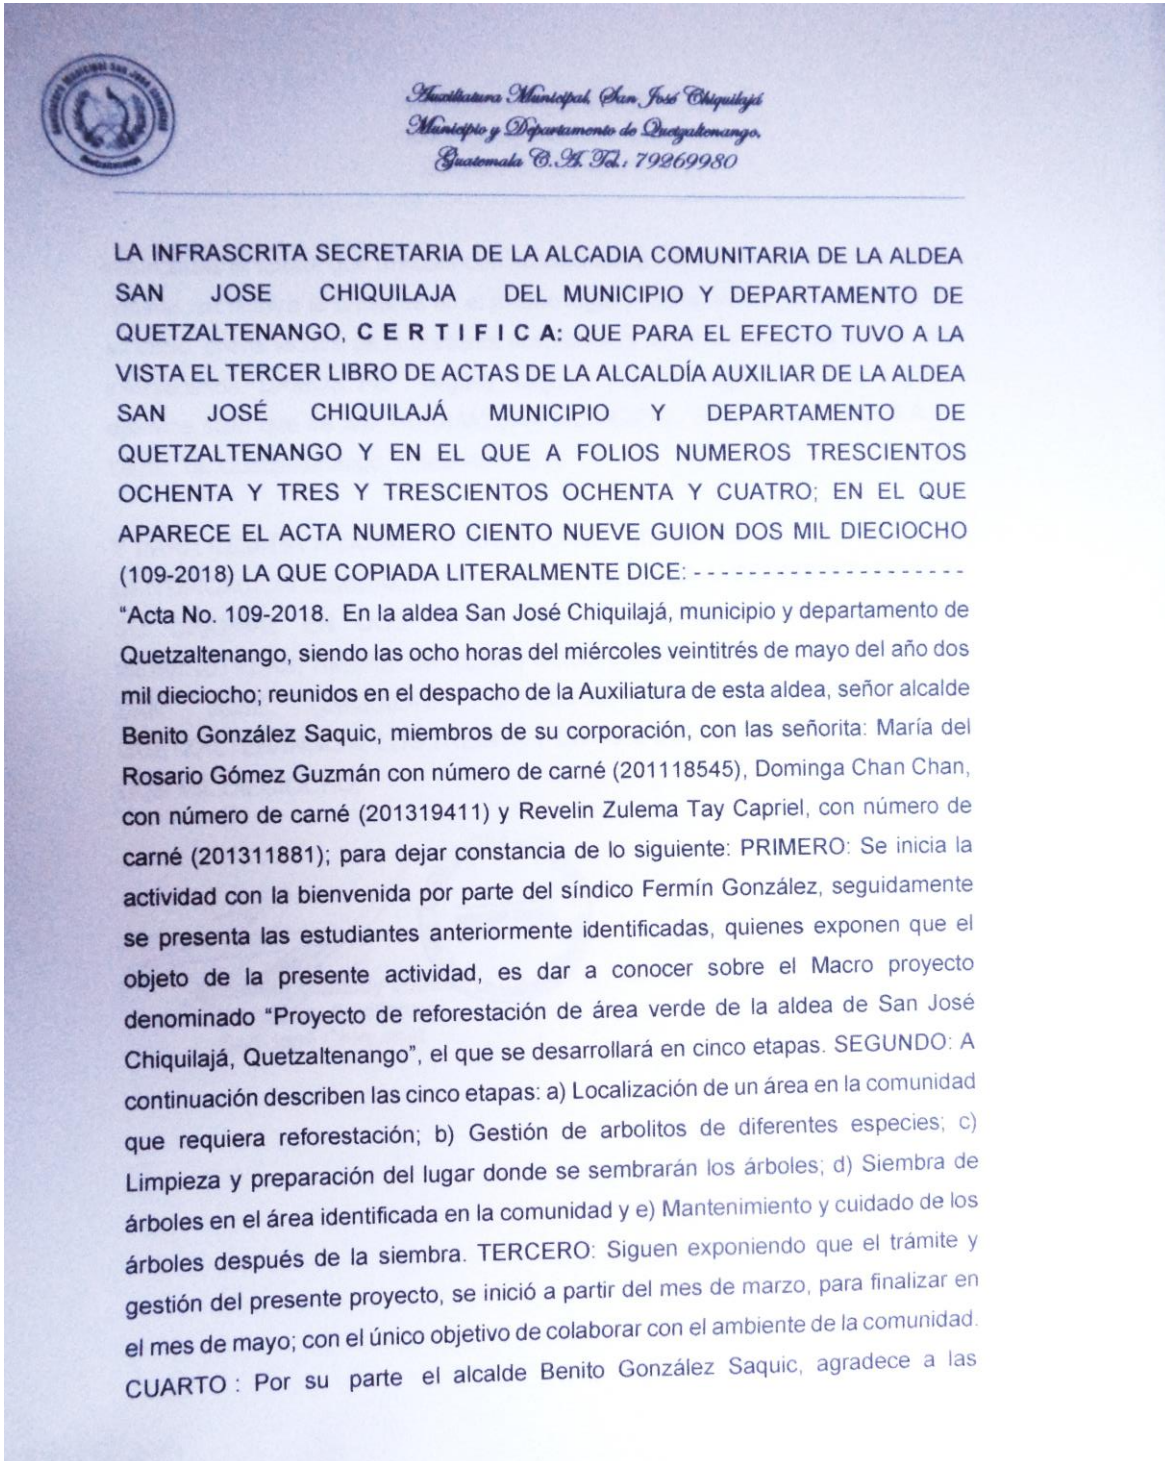 Auxiliatura Municipal San José
Auxiliatura Municipal, San José Chiquilajá
Municipio y Departamento de Quetzaltenango,
Guatemala C.A. Tel.: 79269980
LA INFRASCRITA SECRETARIA DE LA ALCADIA COMUNITARIA DE LA ALDEA
SAN JOSE CHIQUILAJA DEL MUNICIPIO Y DEPARTAMENTO DE
QUETZALTENANGO, C E R T I F I C A: QUE PARA EL EFECTO TUVO A LA
VISTA EL TERCER LIBRO DE ACTAS DE LA ALCALDÍA AUXILIAR DE LA ALDEA
SAN JOSÉ CHIQUILAJÁ MUNICIPIO Y DEPARTAMENTO DE
QUETZALTENANGO Y EN EL QUE A FOLIOS NUMEROS TRESCIENTOS
OCHENTA Y TRES Y TRESCIENTOS OCHENTA Y CUATRO; EN EL QUE
APARECE EL ACTA NUMERO CIENTO NUEVE GUION DOS MIL DIECIOCHO
(109-2018) LA QUE COPIADA LITERALMENTE DICE: - - - - - - - - - - - - - - - - - - - -
“Acta No. 109-2018. En la aldea San José Chiquilajá, municipio y departamento de
Quetzaltenango, siendo las ocho horas del miércoles veintitrés de mayo del año dos
mil dieciocho; reunidos en el despacho de la Auxiliatura de esta aldea, señor alcalde
Benito González Saquic, miembros de su corporación, con las señorita: María del
Rosario Gómez Guzmán con número de carné (201118545), Dominga Chan Chan,
con número de carné (201319411) y Revelin Zulema Tay Capriel, con número de
carné (201311881); para dejar constancia de lo siguiente: PRIMERO: Se inicia la
actividad con la bienvenida por parte del síndico Fermín González, seguidamente
se presenta las estudiantes anteriormente identificadas, quienes exponen que el
objeto de la presente actividad, es dar a conocer sobre el Macro proyecto
denominado “Proyecto de reforestación de área verde de la aldea de San José
Chiquilajá, Quetzaltenango”, el que se desarrollará en cinco etapas. SEGUNDO: A
continuación describen las cinco etapas: a) Localización de un área en la comunidad
que requiera reforestación; b) Gestión de arbolitos de diferentes especies; c)
Limpieza y preparación del lugar donde se sembrarán los árboles; d) Siembra de
árboles en el área identificada en la comunidad y e) Mantenimiento y cuidado de los
árboles después de la siembra. TERCERO: Siguen exponiendo que el trámite y
gestión del presente proyecto, se inició a partir del mes de marzo, para finalizar en
el mes de mayo; con el único objetivo de colaborar con el ambiente de la comunidad.
CUARTO : Por su parte el alcalde Benito González Saquic, agradece a las